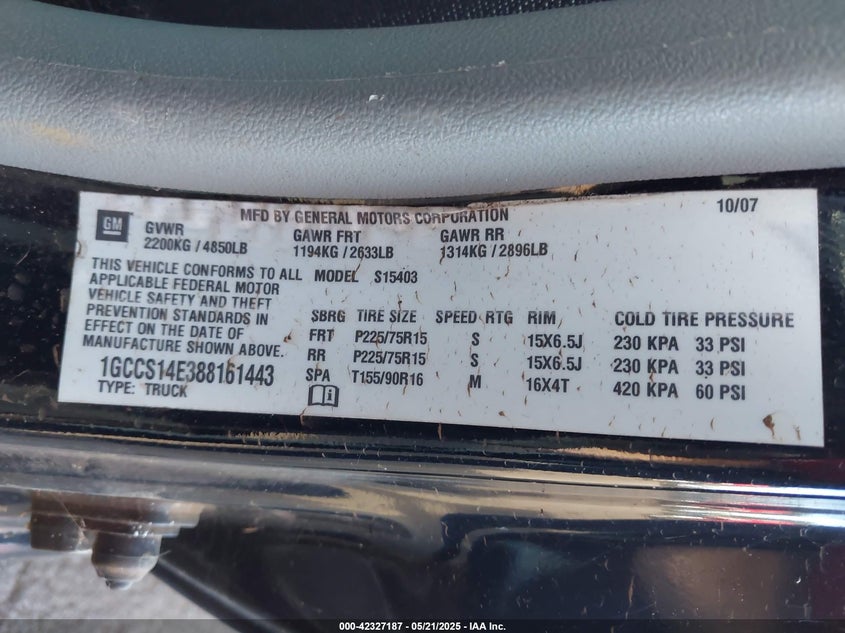 GM
MFD BY GENERAL MOTORS CORPORATION 10/07
GVWR GAWR FRT GAWR RR
2200KG / 4850LB 1194KG / 2633LB 1314KG / 2896LB
THIS VEHICLE CONFORMS TO ALL MODEL S15403
APPLICABLE FEDERAL MOTOR
VEHICLE SAFETY AND THEFT
PREVENTION STANDARDS IN
EFFECT ON THE DATE OF
MANUFACTURE SHOWN ABOVE.
1GCCS14E388161443
TYPE: TRUCK
SBRG TIRE SIZE SPEED RTG RIM COLD TIRE PRESSURE
FRT P225/75R15 S 15X6.5J 230 KPA 33 PSI
RR P225/75R15 S 15X6.5J 230 KPA 33 PSI
SPA T155/90R16 M 16X4T 420 KPA 60 PSI
000-42327187 - 05/21/2025 - IAA Inc.